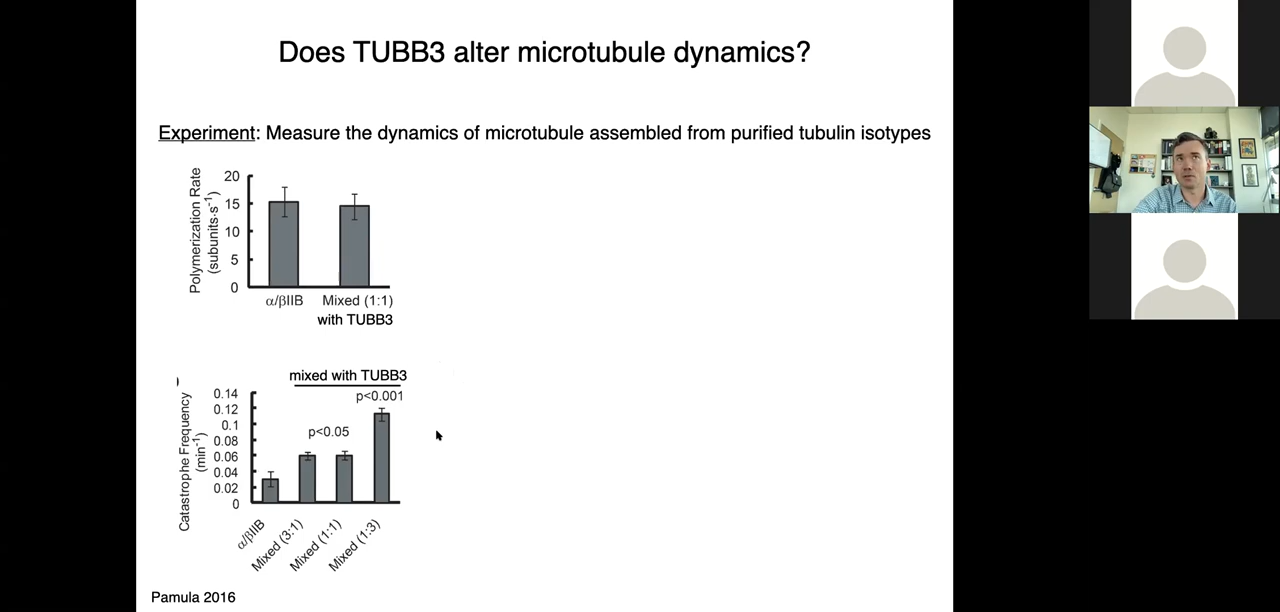 Does TUBB3 alter microtubule dynamics?
Experiment: Measure the dynamics of microtubule assembled from purified tubulin isotypes
Polymerization Rate
(subunits·s⁻¹)
20
15
10
5
0
α/βIIB
Mixed (1:1)
with TUBB3
mixed with TUBB3
p<0.001
p<0.05
Catastrophe Frequency
(min⁻¹)
0.14
0.12
0.1
0.08
0.06
0.04
0.02
0
α/βIIB
Mixed (3:1)
Mixed (1:1)
Mixed (1:3)
Pamula 2016